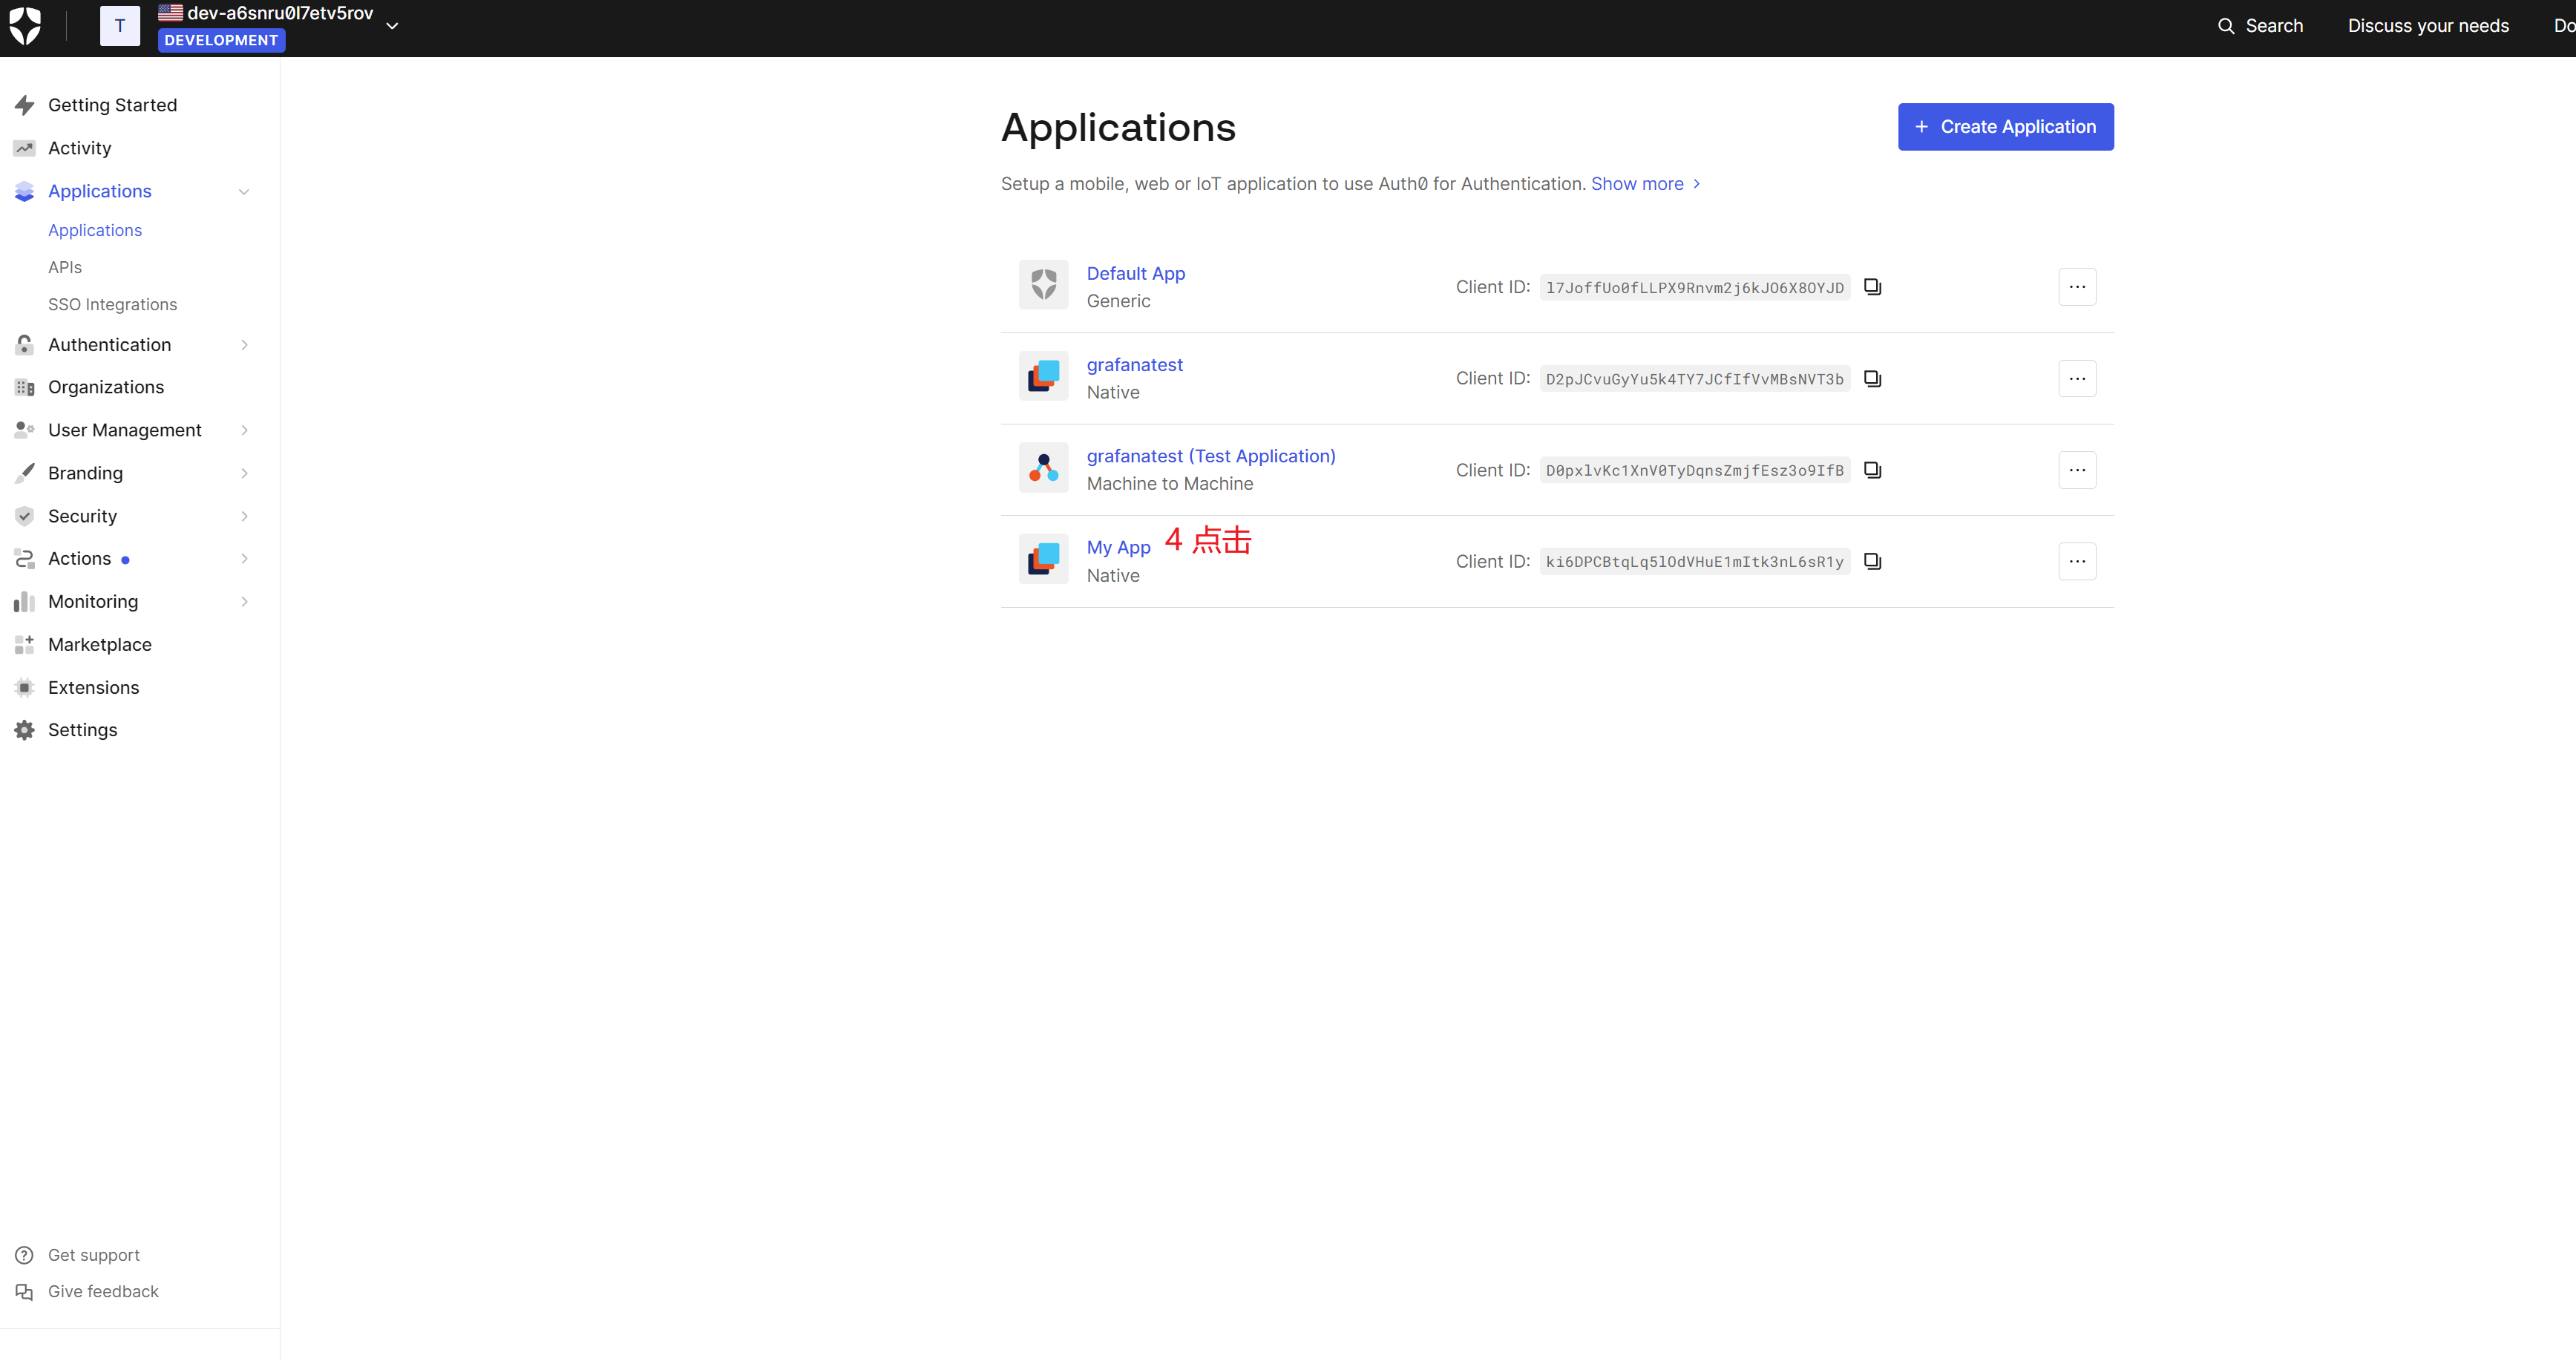 T
dev-a6snru0l7etv5rov
DEVELOPMENT
Search
Discuss your needs
Getting Started
Activity
Applications
Applications
APIs
SSO Integrations
Authentication
Organizations
User Management
Branding
Security
Actions
Monitoring
Marketplace
Extensions
Settings
Get support
Give feedback
Applications
+ Create Application
Setup a mobile, web or IoT application to use Auth0 for Authentication. Show more >
Default App
Generic
Client ID: l7JoffUo0fLLPX9Rnvm2j6kJO6X8OYJD
grafanatest
Native
Client ID: D2pJCvuGyYu5k4TY7JCfIfVvMBsNVT3b
grafanatest (Test Application)
Machine to Machine
Client ID: D0pxlvKc1XnV0TyDqnsZmjfEsz3o9IfB
My App 4 点击
Native
Client ID: ki6DPCBtqLq5lOdVHuE1mItk3nL6sR1y